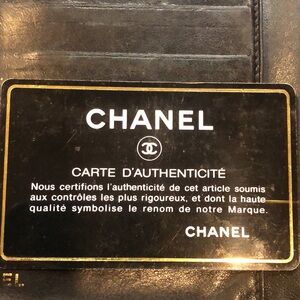 CHANEL
CARTE D'AUTHENTICITÉ
Nous certifions l'authenticité de cet article soumis
aux contrôles les plus rigoureux, et dont la haute
qualité symbolise le renom de notre Marque.
CHANEL
EL